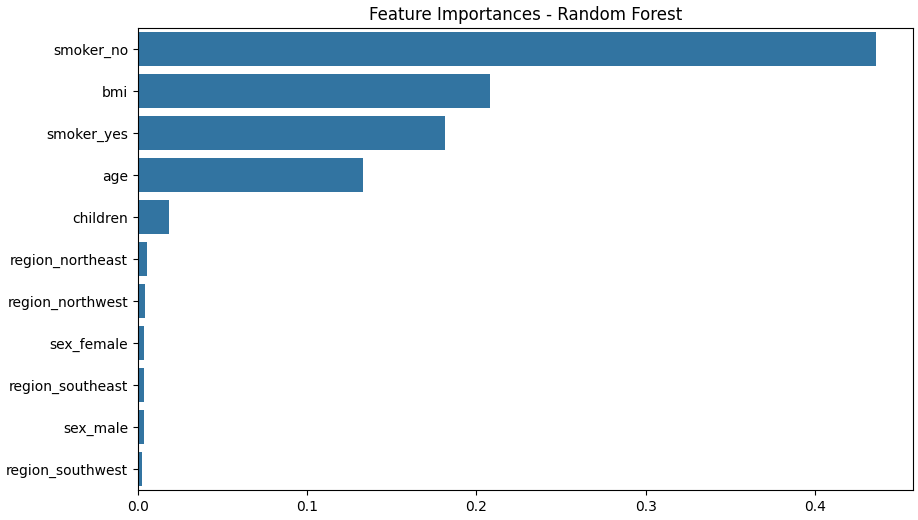 Feature Importances - Random Forest
smoker_no
bmi
smoker_yes
age
children
region_northeast
region_northwest
sex_female
region_southeast
sex_male
region_southwest
0.0 0.1 0.2 0.3 0.4